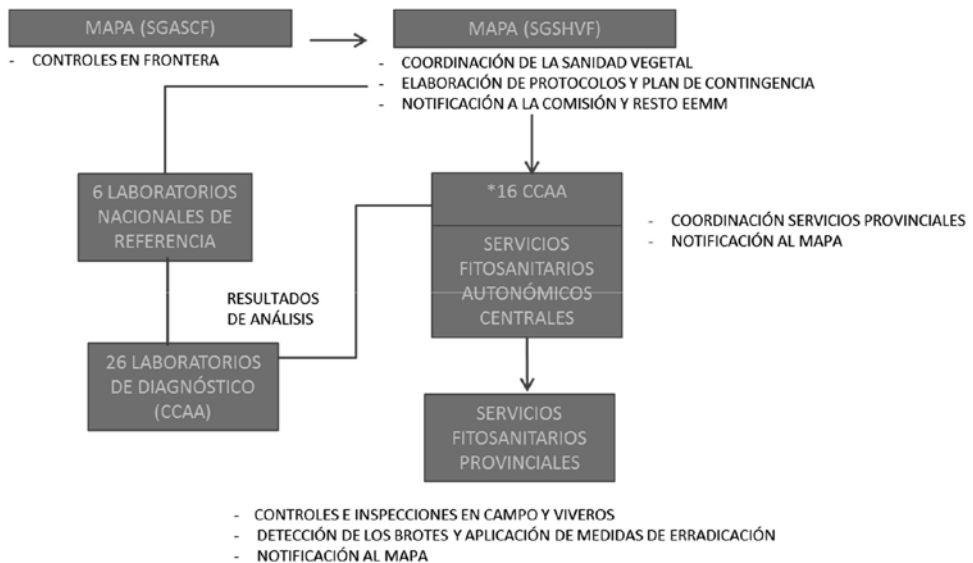 MAPA (SGASCF)
- CONTROLES EN FRONTERA
MAPA (SGSHVF)
- COORDINACIÓN DE LA SANIDAD VEGETAL
- ELABORACIÓN DE PROTOCOLOS Y PLAN DE CONTINGENCIA
- NOTIFICACIÓN A LA COMISIÓN Y RESTO EEMM
6 LABORATORIOS
NACIONALES DE
REFERENCIA
*16 CCAA
SERVICIOS
FITOSANITARIOS
AUTONÓMICOS
CENTRALES
- COORDINACIÓN SERVICIOS PROVINCIALES
- NOTIFICACIÓN AL MAPA
RESULTADOS
DE ANÁLISIS
26 LABORATORIOS
DE DIAGNÓSTICO
(CCAA)
SERVICIOS
FITOSANITARIOS
PROVINCIALES
- CONTROLES E INSPECCIONES EN CAMPO Y VIVEROS
- DETECCIÓN DE LOS BROTES Y APLICACIÓN DE MEDIDAS DE ERRADICACIÓN
- NOTIFICACIÓN AL MAPA